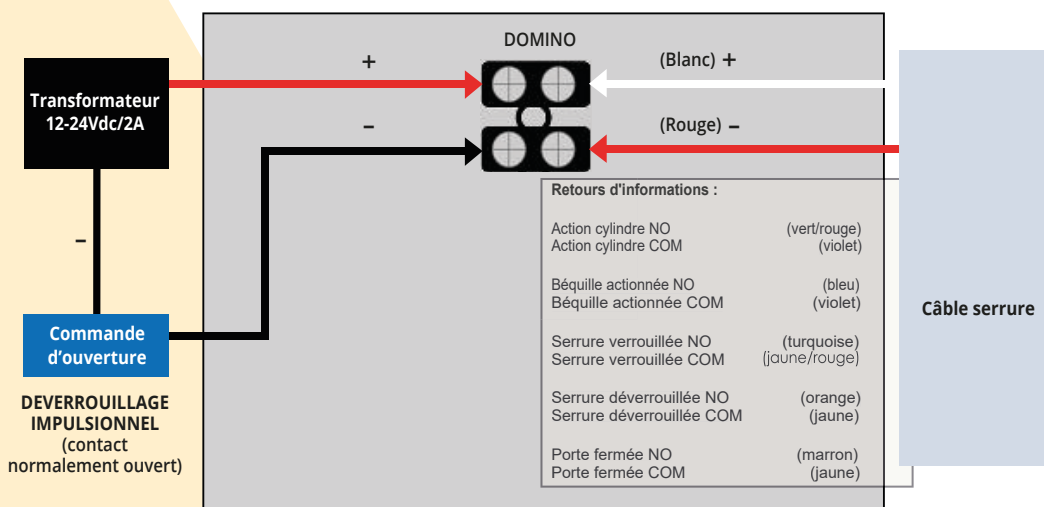 DOMINO
+
(Blanc) +
Transformateur
12-24Vdc/2A
–
(Rouge) –
Retours d'informations :
Action cylindre NO (vert/rouge)
Action cylindre COM (violet)
–
Béquille actionnée NO (bleu)
Béquille actionnée COM (violet)
Câble serrure
Commande
d'ouverture
Serrure verrouillée NO (turquoise)
Serrure verrouillée COM (jaune/rouge)
DEVERROUILLAGE
IMPULSIONNEL
(contact
normalement ouvert)
Serrure déverrouillée NO (orange)
Serrure déverrouillée COM (jaune)
Porte fermée NO (marron)
Porte fermée COM (jaune)